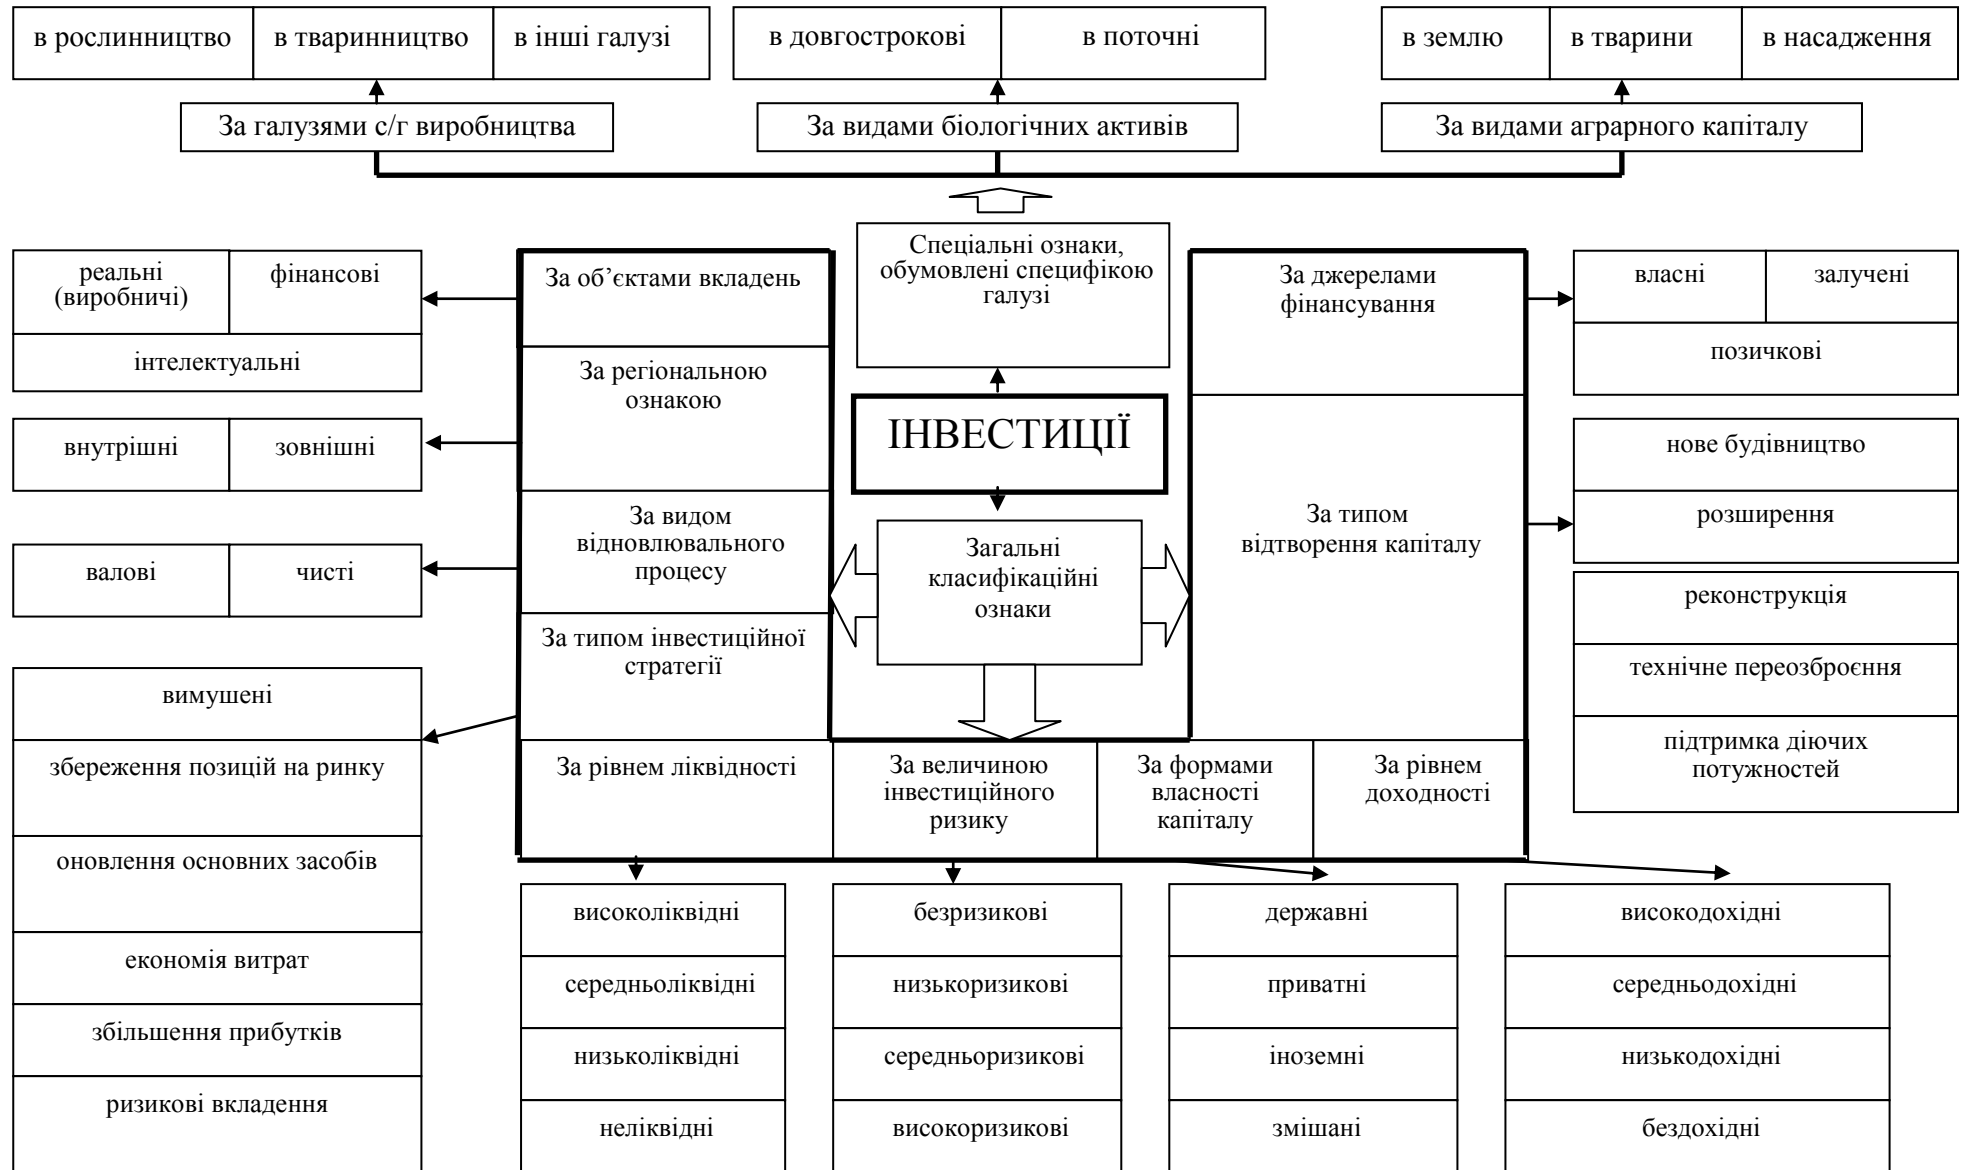 в рослинництво
в тваринництво
в інші галузі
в довгострокові
в поточні
в землю
в тварини
в насадження
За галузями с/г виробництва
За видами біологічних активів
За видами аграрного капіталу
Спеціальні ознаки,
обумовлені специфікою
галузі
реальні
(виробничі)
фінансові
інтелектуальні
За об’єктами вкладень
За джерелами
фінансування
власні
залучені
позичкові
За регіональною
ознакою
ІНВЕСТИЦІЇ
внутрішні
зовнішні
нове будівництво
розширення
реконструкція
технічне переозброєння
підтримка діючих
потужностей
За видом
відновлювального
процесу
Загальні
класифікаційні
ознаки
За типом
відтворення капіталу
валові
чисті
За типом інвестиційної
стратегії
вимушені
збереження позицій на ринку
оновлення основних засобів
економія витрат
збільшення прибутків
ризикові вкладення
За рівнем ліквідності
За величиною
інвестиційного
ризику
За формами
власності
капіталу
За рівнем
доходності
високоліквідні
середньоліквідні
низьколіквідні
неліквідні
безризикові
низькоризикові
середньоризикові
високоризикові
державні
приватні
іноземні
змішані
високодохідні
середньодохідні
низькодохідні
бездохідні